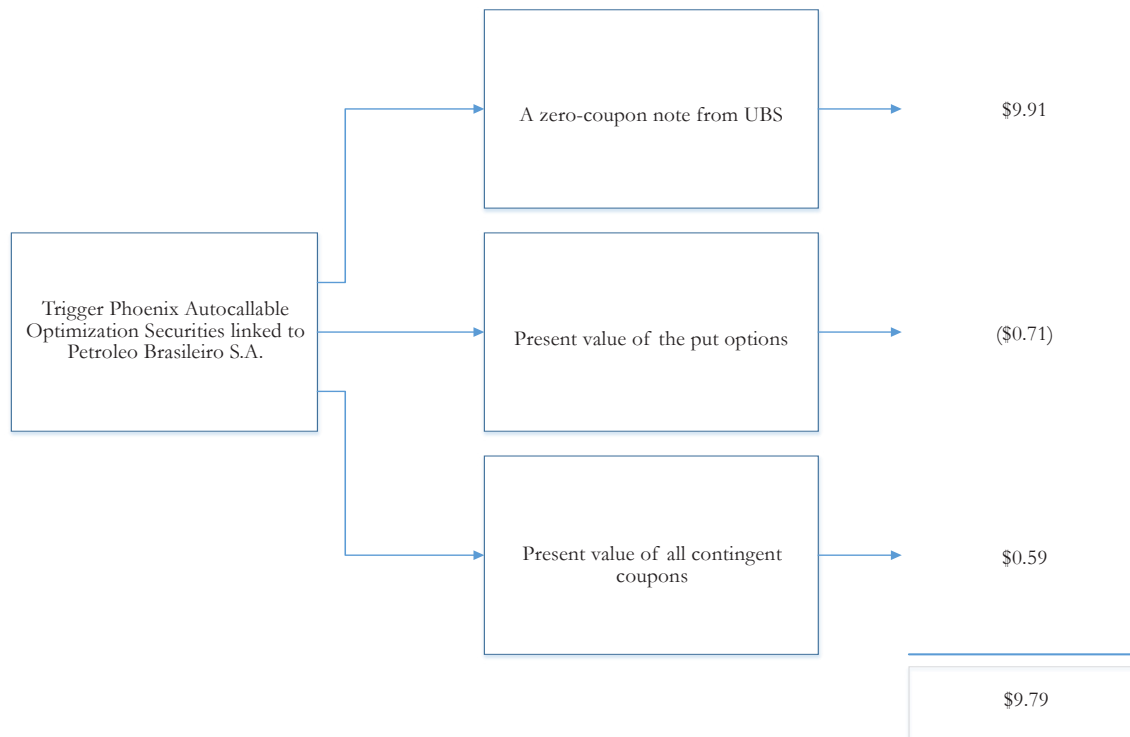 A zero-coupon note from UBS
$9.91
Trigger Phoenix Autocallable
Optimization Securities linked to
Petroleo Brasileiro S.A.
Present value of the put options
($0.71)
Present value of all contingent
coupons
$0.59
$9.79